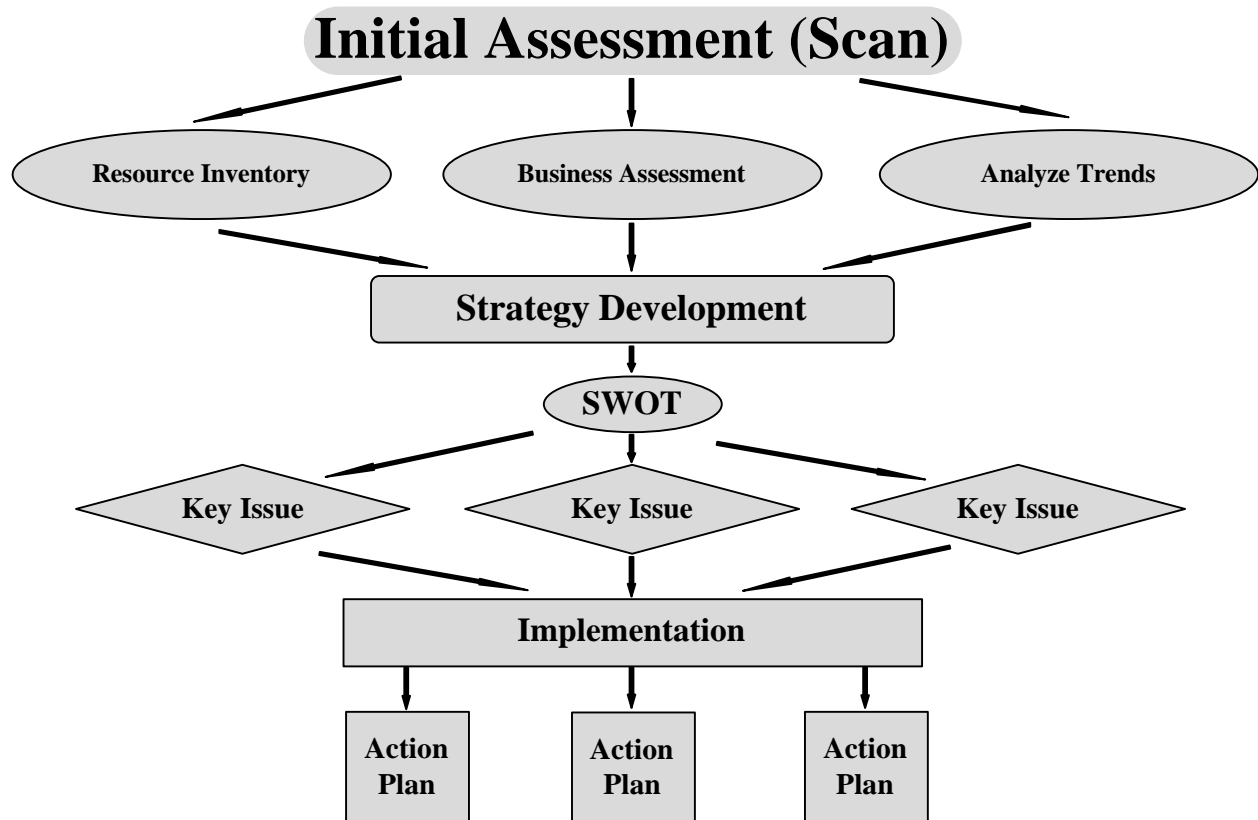 Initial Assessment (Scan)
Resource Inventory
Business Assessment
Analyze Trends
Strategy Development
SWOT
Key Issue
Key Issue
Key Issue
Implementation
Action
Plan
Action
Plan
Action
Plan